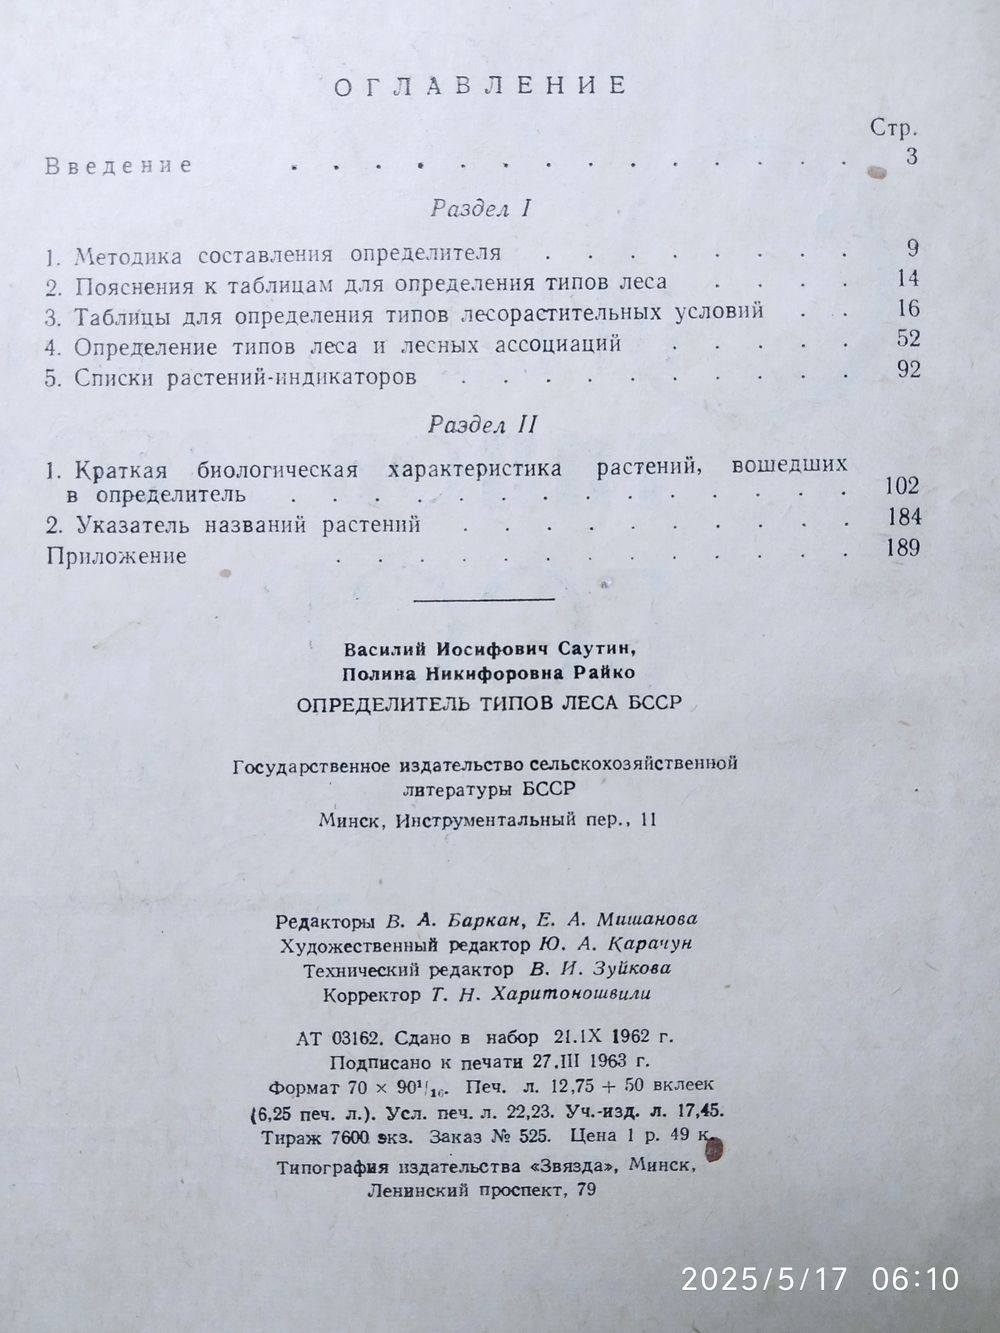 ОГЛАВЛЕНИЕ
Стр.
Введение . . . . . . . . . . . . . . 3
Раздел I
1. Методика составления определителя . . . . . . . . 9
2. Пояснения к таблицам для определения типов леса . . . . 14
3. Таблицы для определения типов лесорастительных условий . . 16
4. Определение типов леса и лесных ассоциаций . . . . . 52
5. Списки растений-индикаторов . . . . . . . . . . 92
Раздел II
1. Краткая биологическая характеристика растений, вошедших
в определитель . . . . . . . . . . . . . . 102
2. Указатель названий растений . . . . . . . . . . 184
Приложение . . . . . . . . . . . . . 189
Василий Иосифович Саутин,
Полина Никифоровна Райко
ОПРЕДЕЛИТЕЛЬ ТИПОВ ЛЕСА БССР
Государственное издательство сельскохозяйственной
литературы БССР
Минск, Инструментальный пер., 11
Редакторы В. А. Баркан, Е. А. Мишанова
Художественный редактор Ю. А. Карачун
Технический редактор В. И. Зуйкова
Корректор Т. Н. Харитоношвили
АТ 03162. Сдано в набор 21.IX 1962 г.
Подписано к печати 27.III 1963 г.
Формат 70 × 90¹/₁₆. Печ. л. 12,75 + 50 вклеек
(6,25 печ. л.). Усл. печ. л. 22,23. Уч.-изд. л. 17,45.
Тираж 7600 экз. Заказ № 525. Цена 1 р. 49 к.
Типография издательства «Звязда», Минск,
Ленинский проспект, 79
2025/5/17 06:10